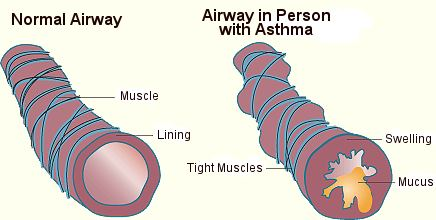 Normal Airway
Muscle
Lining
Airway in Person
with Asthma
Swelling
Tight Muscles
Mucus